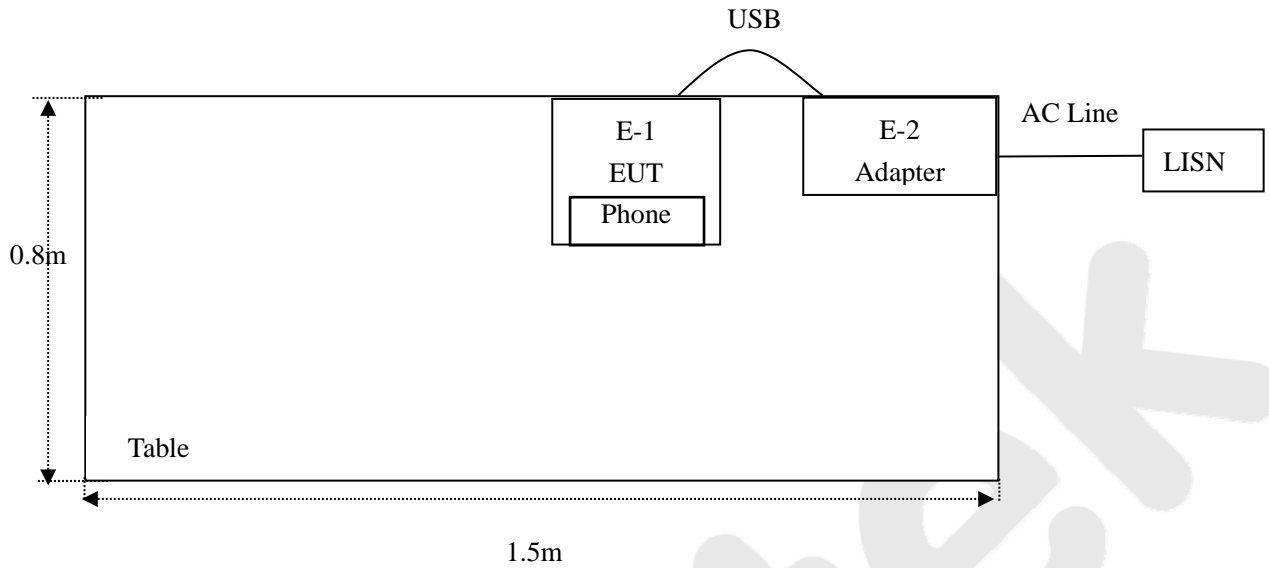 USB
E-1
EUT
Phone
E-2
Adapter
AC Line
LISN
0.8m
Table
1.5m